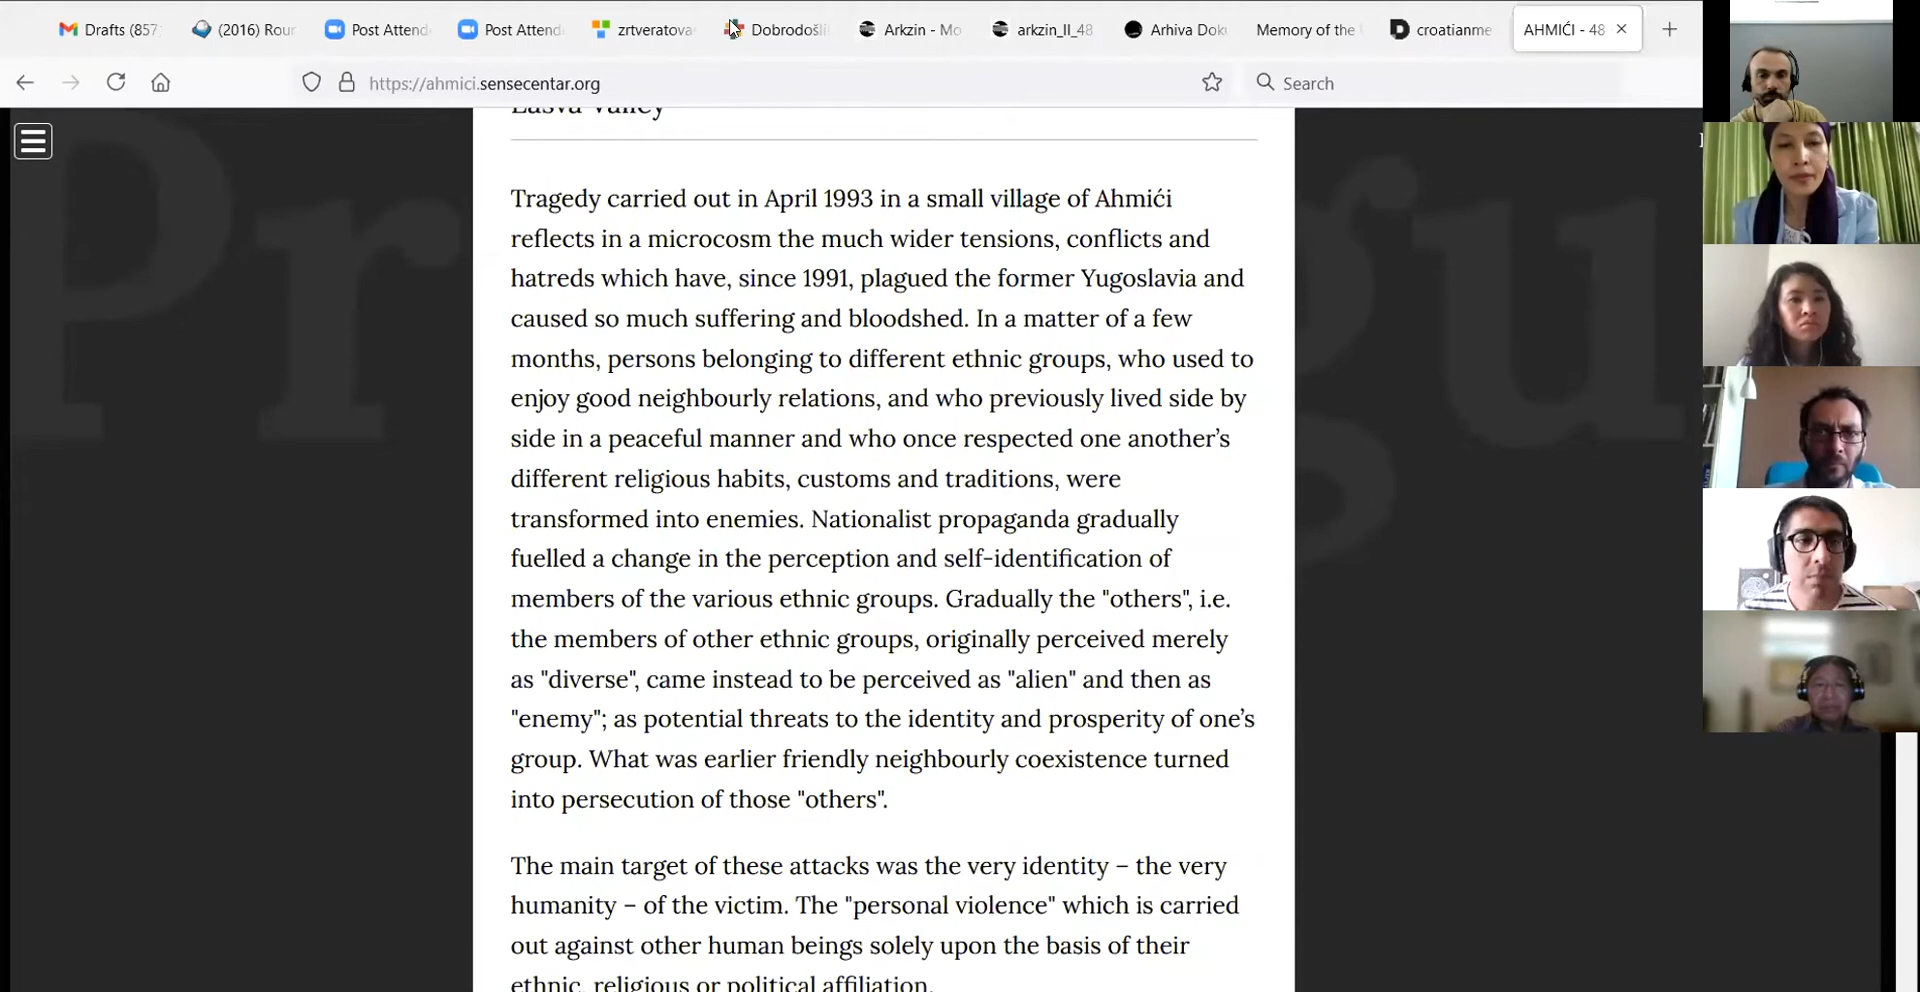 Drafts (857
(2016) Rour
Post Attend
Post Attend
zrtveratova
Dobrodošli
Arkzin - Mo
arkzin_II_48
Arhiva Doku
Memory of the
croatianme
AHMIĆI - 48
https://ahmici.sensecentar.org
Search
Lašva Valley
Tragedy carried out in April 1993 in a small village of Ahmići
reflects in a microcosm the much wider tensions, conflicts and
hatreds which have, since 1991, plagued the former Yugoslavia and
caused so much suffering and bloodshed. In a matter of a few
months, persons belonging to different ethnic groups, who used to
enjoy good neighbourly relations, and who previously lived side by
side in a peaceful manner and who once respected one another’s
different religious habits, customs and traditions, were
transformed into enemies. Nationalist propaganda gradually
fuelled a change in the perception and self-identification of
members of the various ethnic groups. Gradually the "others", i.e.
the members of other ethnic groups, originally perceived merely
as "diverse", came instead to be perceived as "alien" and then as
"enemy"; as potential threats to the identity and prosperity of one’s
group. What was earlier friendly neighbourly coexistence turned
into persecution of those "others".
The main target of these attacks was the very identity – the very
humanity – of the victim. The "personal violence" which is carried
out against other human beings solely upon the basis of their
ethnic, religious or political affiliation.